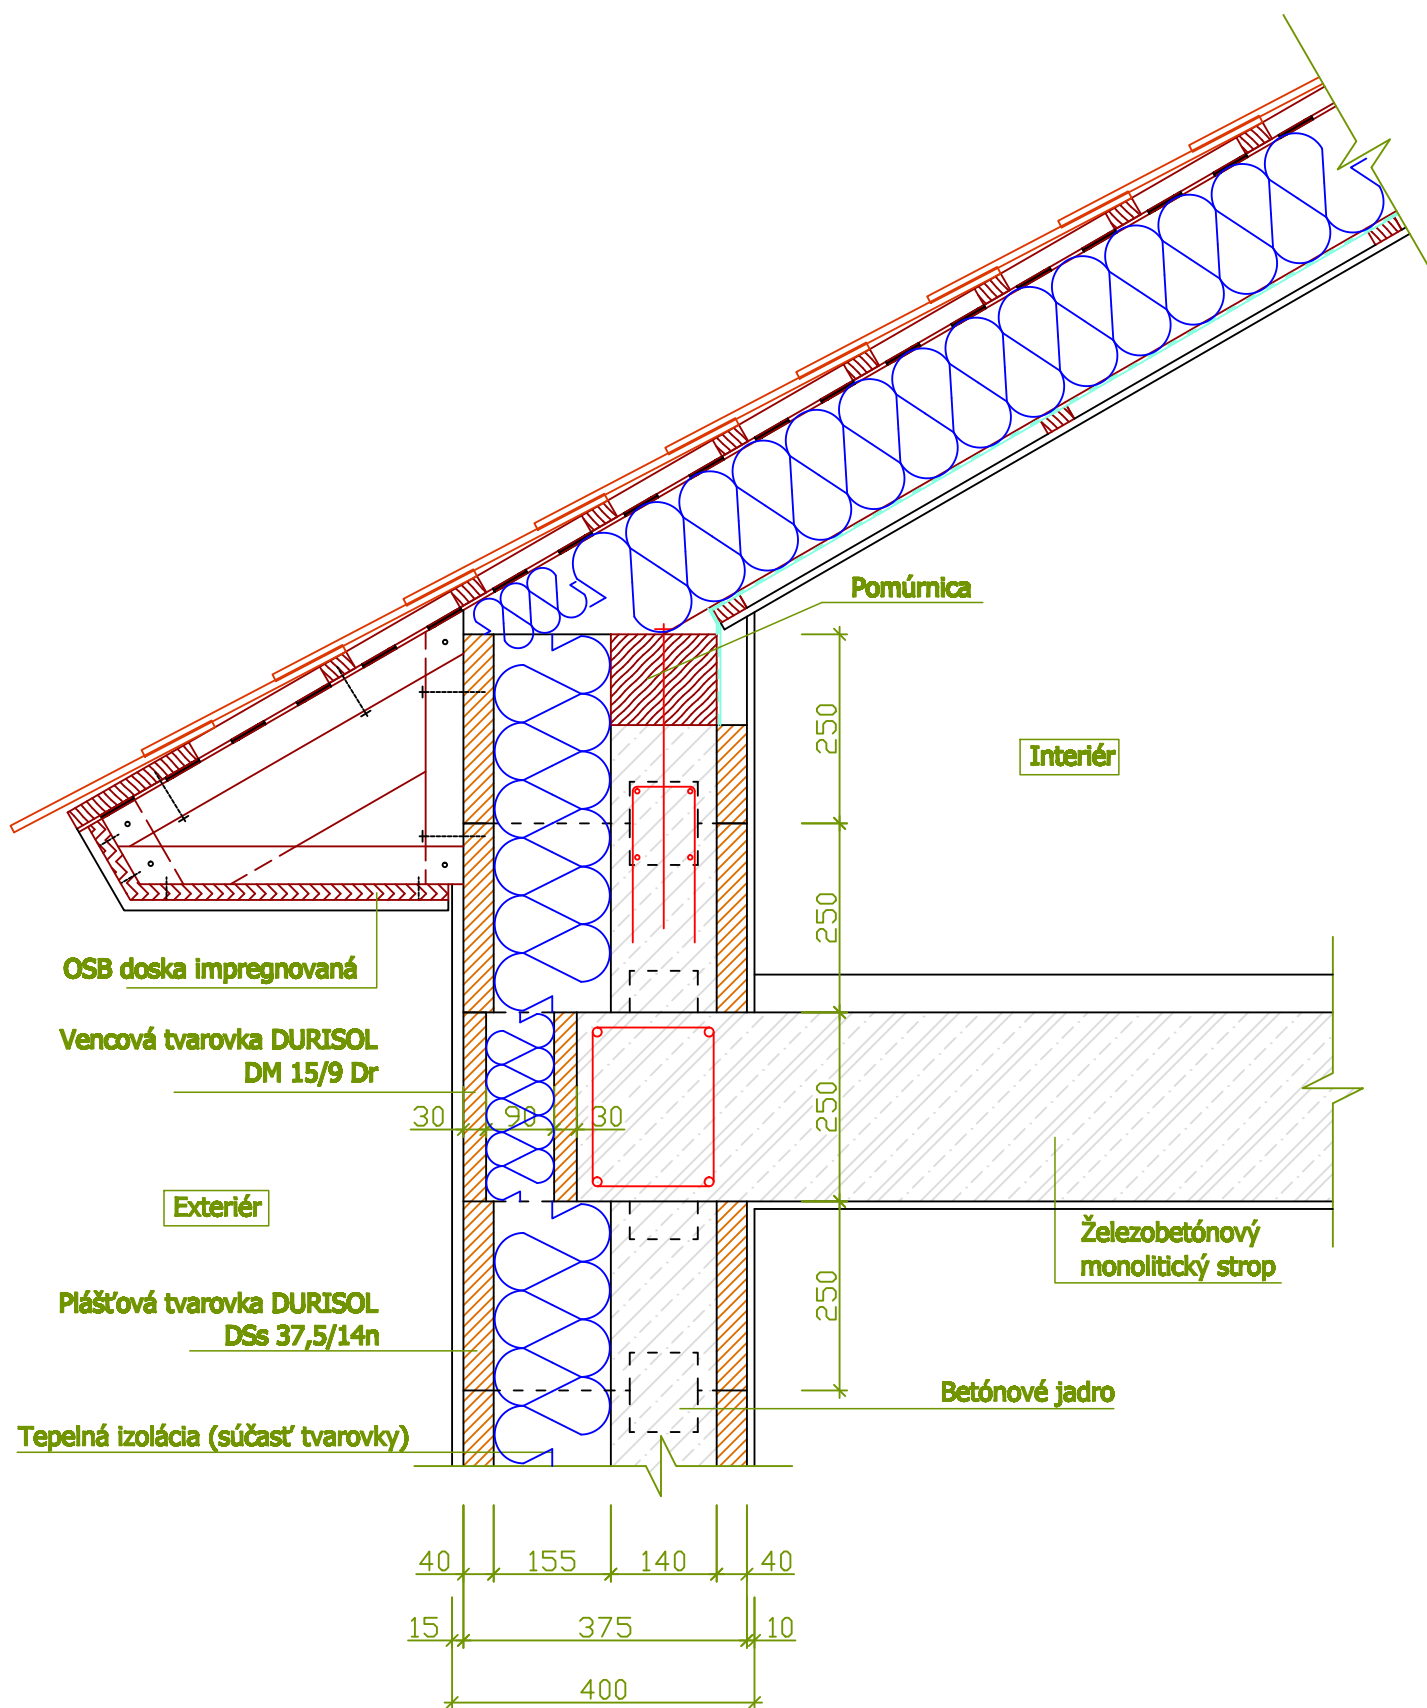 Pomúrnica
250
Interiér
250
OSB doska impregnovaná
Vencová tvarovka DURISOL
DM 15/9 Dr
30 90 30
250
Exteriér
Železobetónový
monolitický strop
Plášťová tvarovka DURISOL
DSs 37,5/14n
250
Betónové jadro
Tepelná izolácia (súčasť tvarovky)
40 155 140 40
15 375 10
400